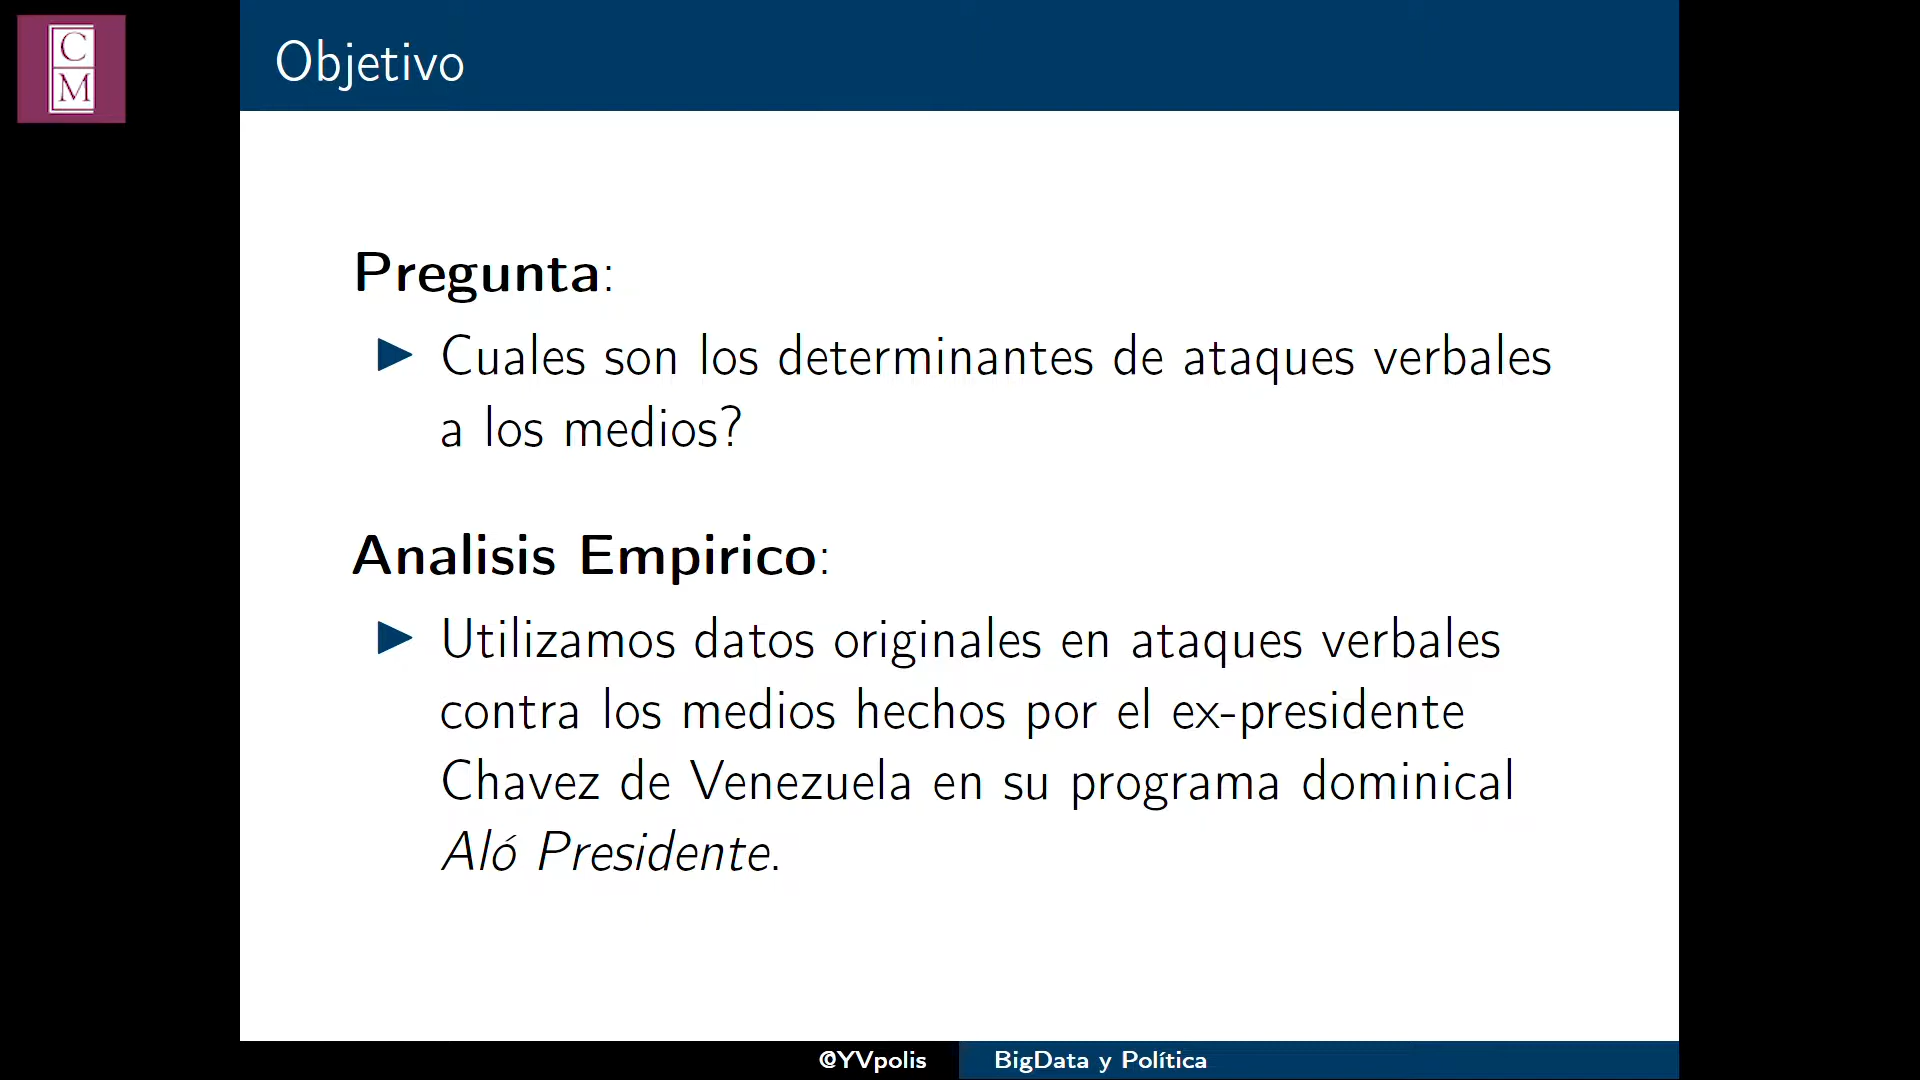 C
M
Objetivo
Pregunta:
Cuales son los determinantes de ataques verbales
a los medios?
Analisis Empirico:
Utilizamos datos originales en ataques verbales
contra los medios hechos por el ex-presidente
Chavez de Venezuela en su programa dominical
Aló Presidente.
@YVpolis BigData y Política